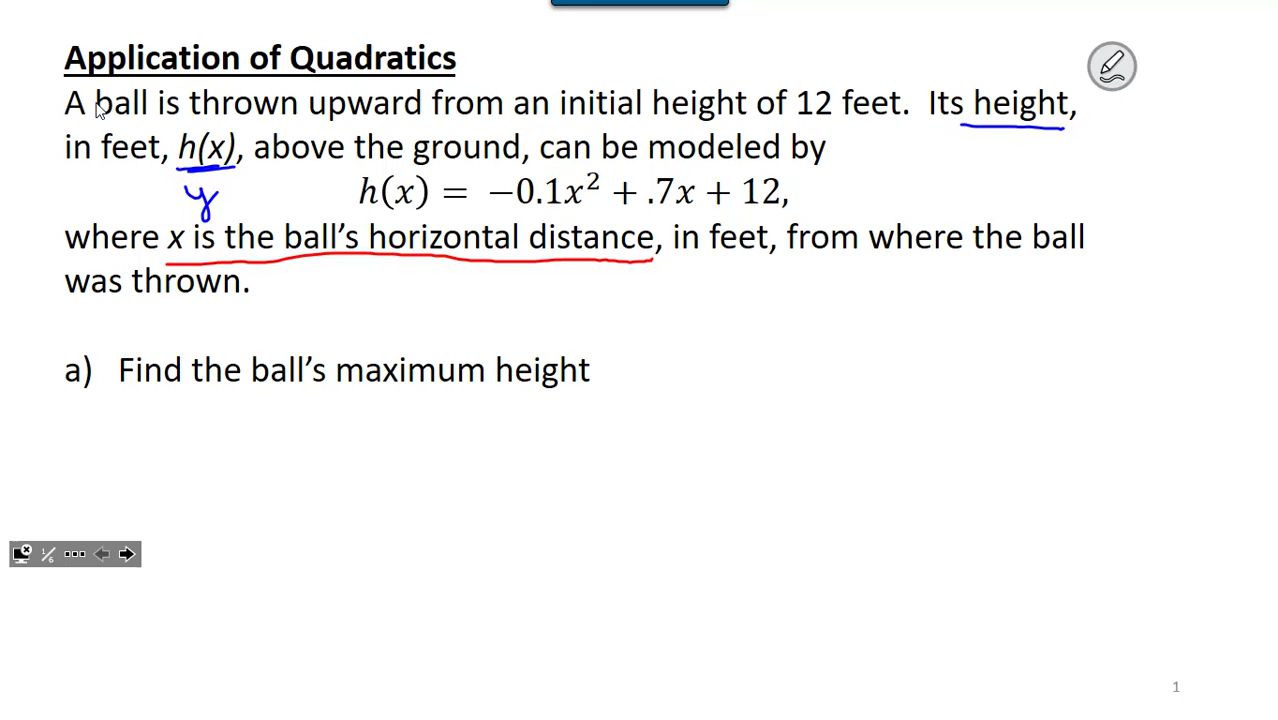 Application of Quadratics
A ball is thrown upward from an initial height of 12 feet. Its height,
in feet, h(x), above the ground, can be modeled by
y
h(x) = −0.1x² + .7x + 12,
where x is the ball's horizontal distance, in feet, from where the ball
was thrown.
a) Find the ball's maximum height
1/6
1